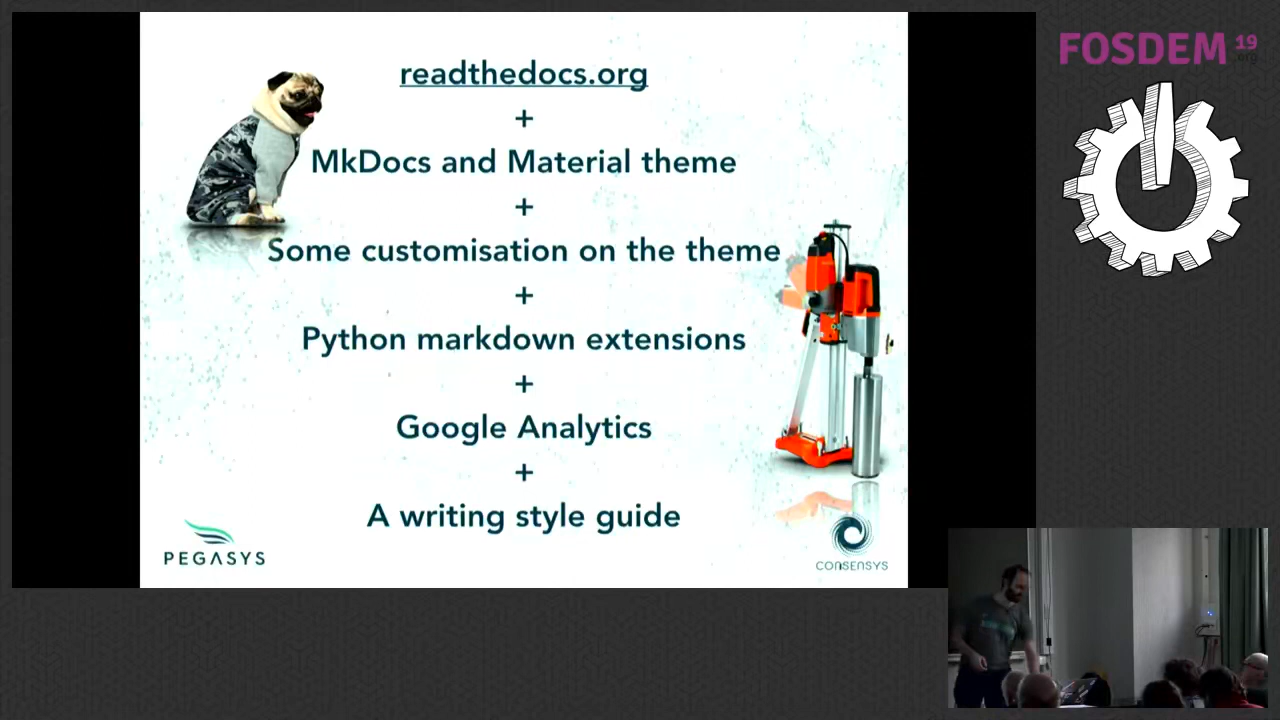 readthedocs.org
+
MkDocs and Material theme
+
Some customisation on the theme
+
Python markdown extensions
+
Google Analytics
+
A writing style guide
PEGASYS
CONSENSYS
FOSDEM 19
.org